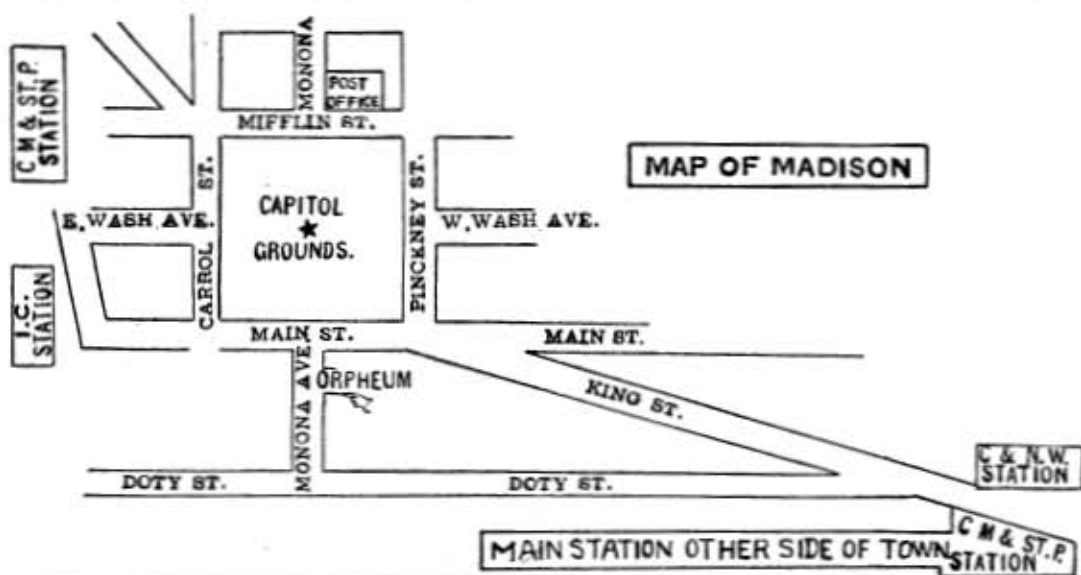 MONONA
C M & ST. P.
STATION
POST
OFFICE
MIFFLIN ST.
MAP OF MADISON
CARROL ST.
PINCKNEY ST.
CAPITOL
GROUNDS.
E. WASH AVE.
W. WASH AVE.
I.C.
STATION
MAIN ST.
MAIN ST.
MONONA AVE
ORPHEUM
KING ST.
C & N.W.
STATION
DOTY ST.
DOTY ST.
C M & ST. P.
STATION
MAIN STATION OTHER SIDE OF TOWN